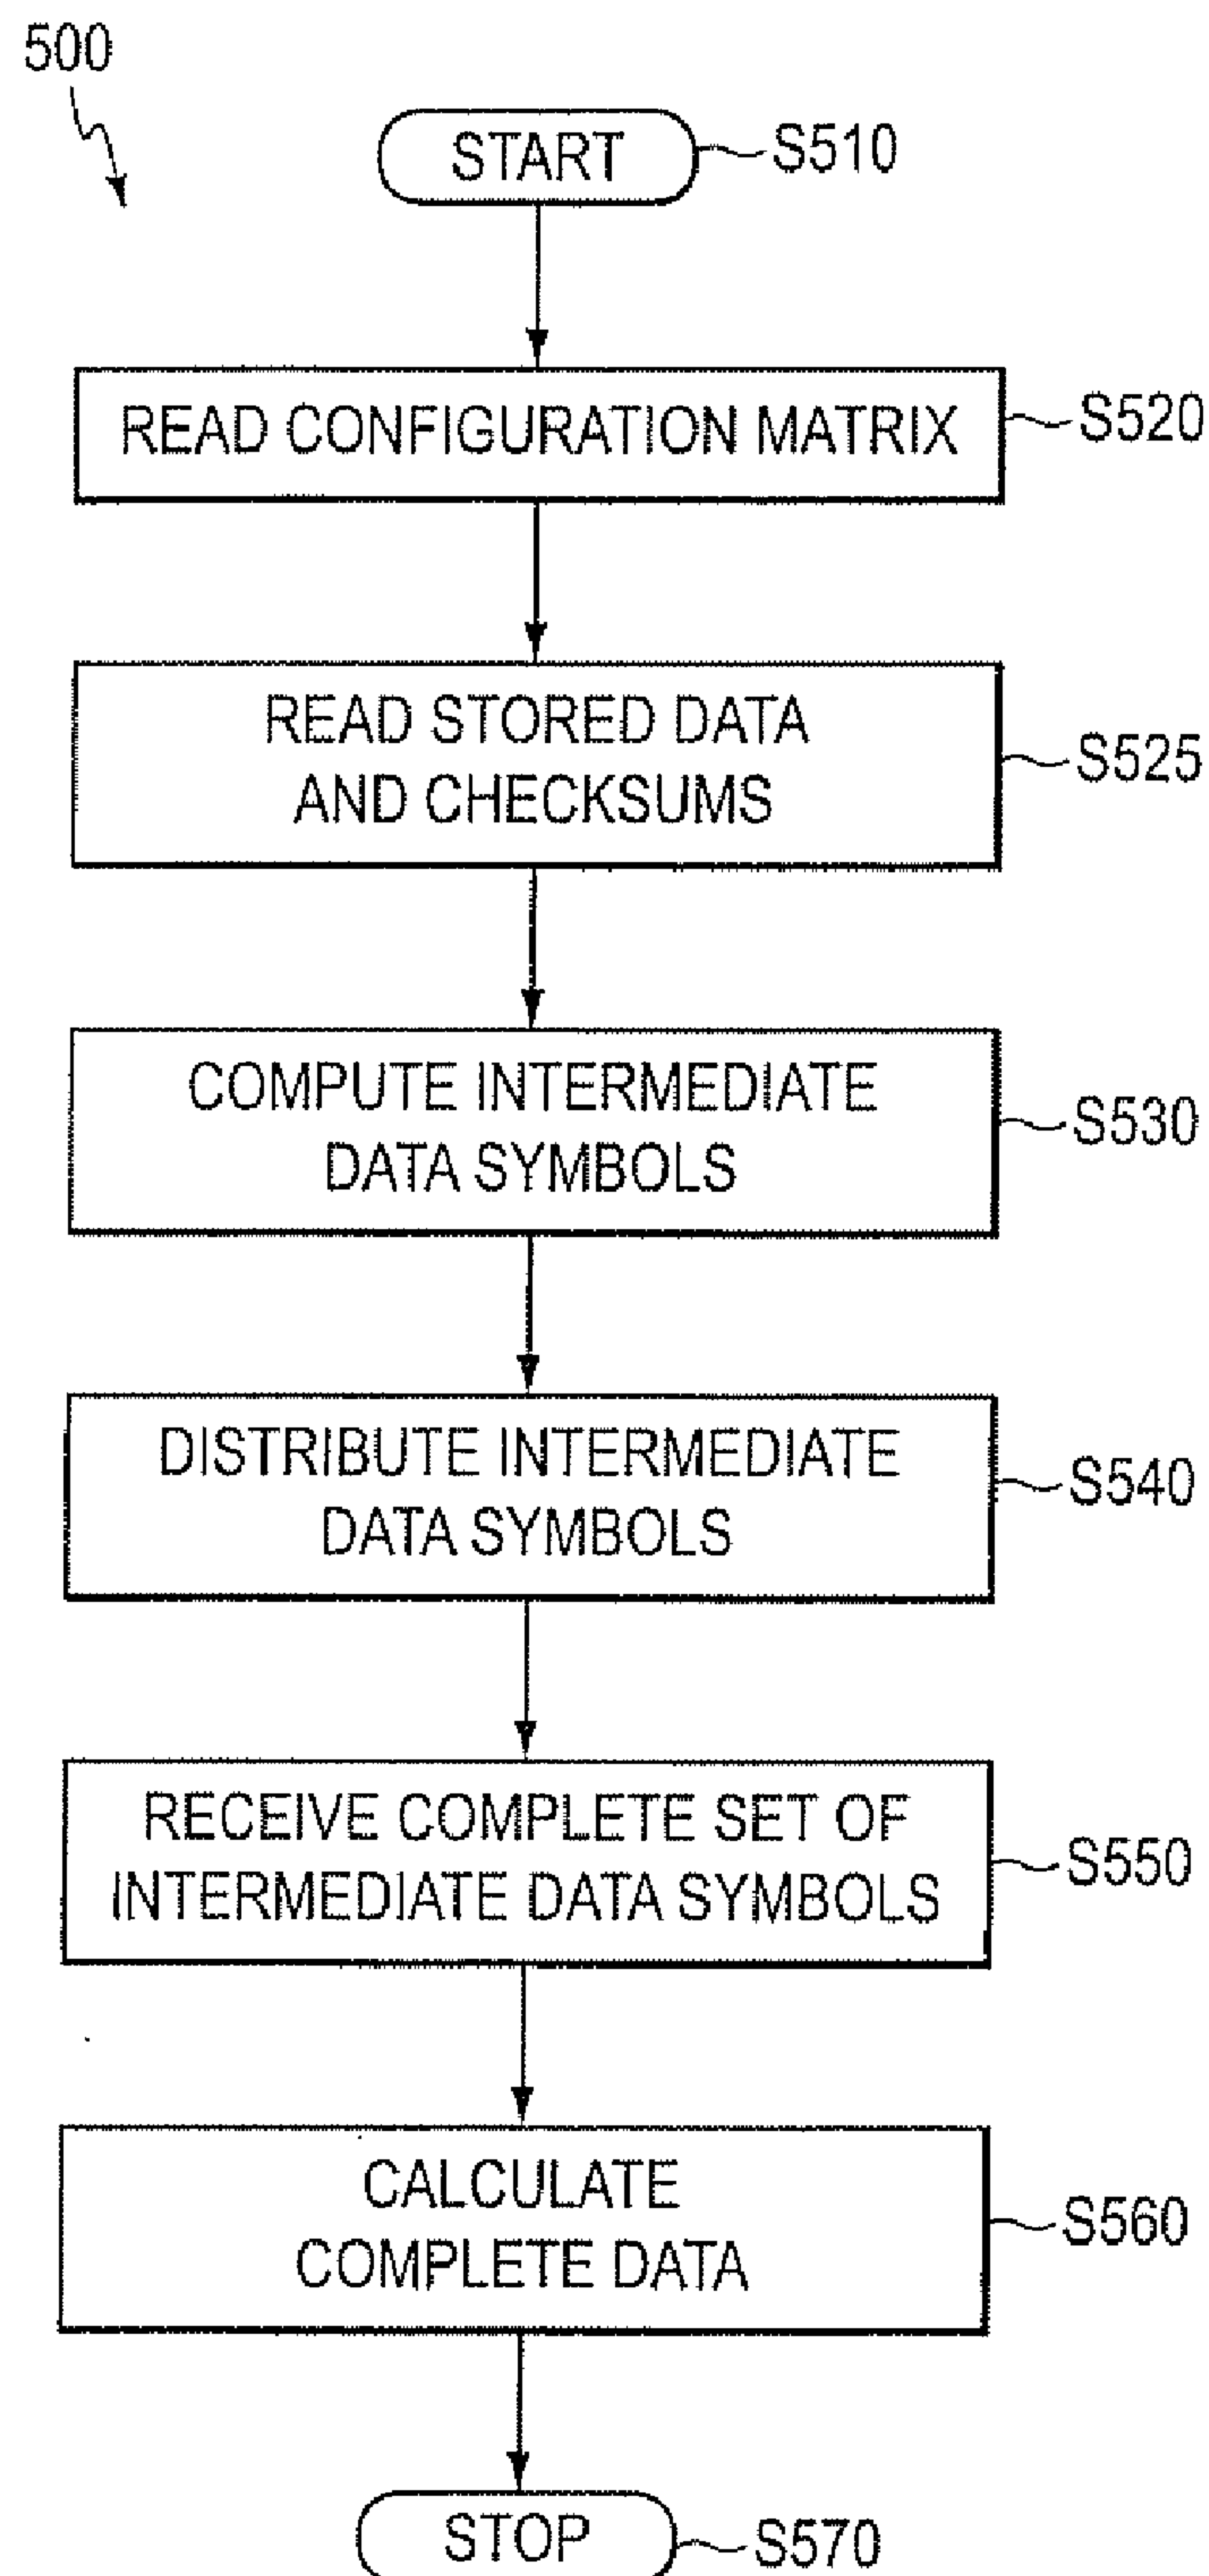 500
START
S510
READ CONFIGURATION MATRIX
S520
READ STORED DATA
AND CHECKSUMS
S525
COMPUTE INTERMEDIATE
DATA SYMBOLS
S530
DISTRIBUTE INTERMEDIATE
DATA SYMBOLS
S540
RECEIVE COMPLETE SET OF
INTERMEDIATE DATA SYMBOLS
S550
CALCULATE
COMPLETE DATA
S560
STOP
S570